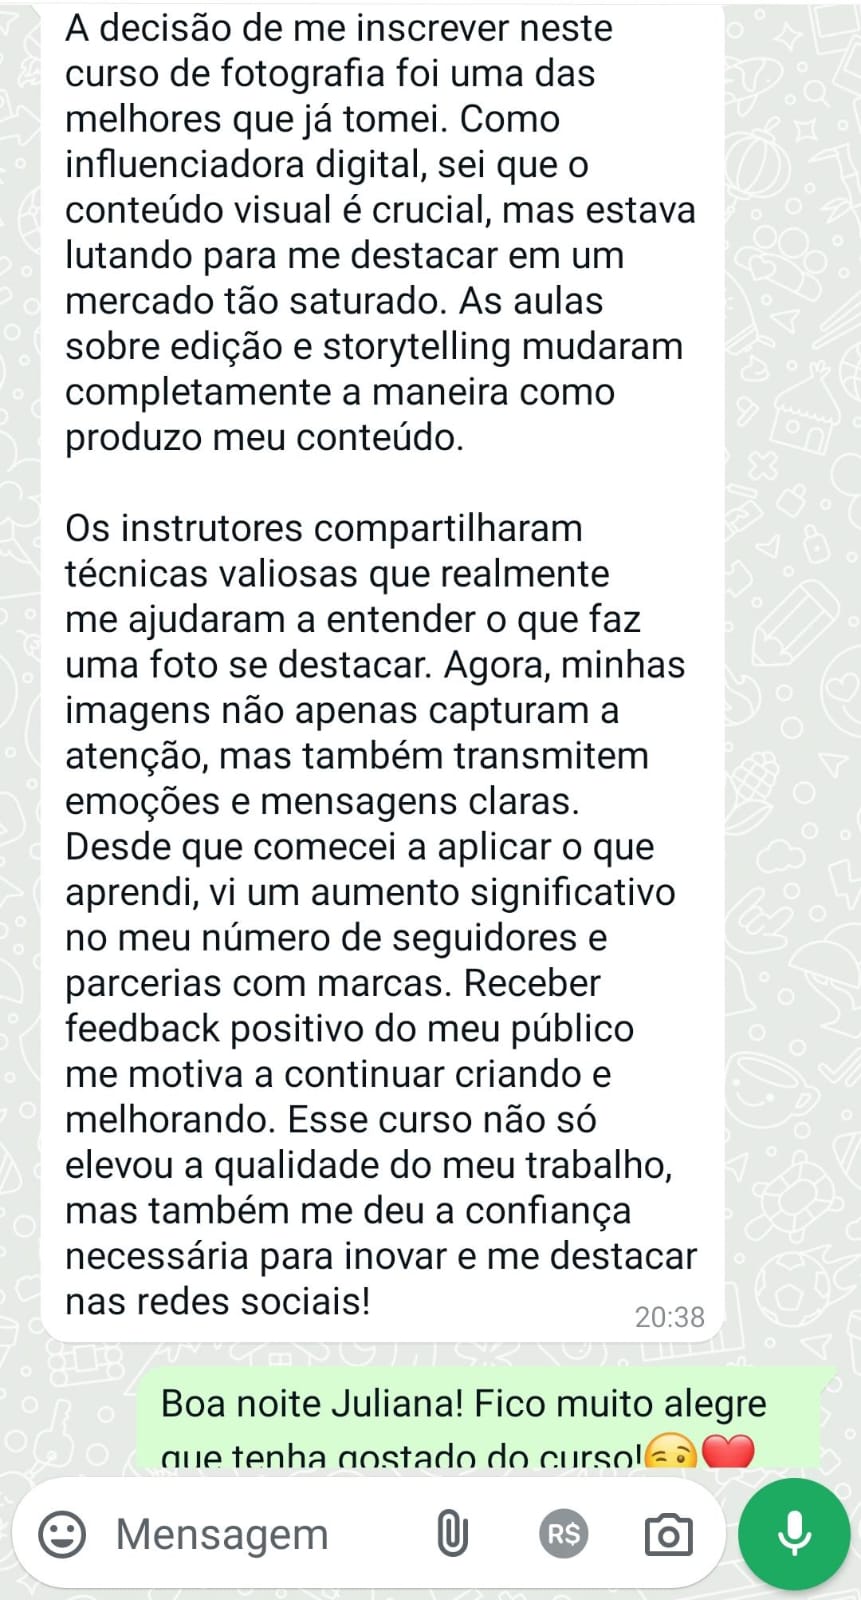 A decisão de me inscrever neste
curso de fotografia foi uma das
melhores que já tomei. Como
influenciadora digital, sei que o
conteúdo visual é crucial, mas estava
lutando para me destacar em um
mercado tão saturado. As aulas
sobre edição e storytelling mudaram
completamente a maneira como
produzo meu conteúdo.
Os instrutores compartilharam
técnicas valiosas que realmente
me ajudaram a entender o que faz
uma foto se destacar. Agora, minhas
imagens não apenas capturam a
atenção, mas também transmitem
emoções e mensagens claras.
Desde que comecei a aplicar o que
aprendi, vi um aumento significativo
no meu número de seguidores e
parcerias com marcas. Receber
feedback positivo do meu público
me motiva a continuar criando e
melhorando. Esse curso não só
elevou a qualidade do meu trabalho,
mas também me deu a confiança
necessária para inovar e me destacar
nas redes sociais!
20:38
Boa noite Juliana! Fico muito alegre
que tenha gostado do curso!😉❤️
Mensagem
R$